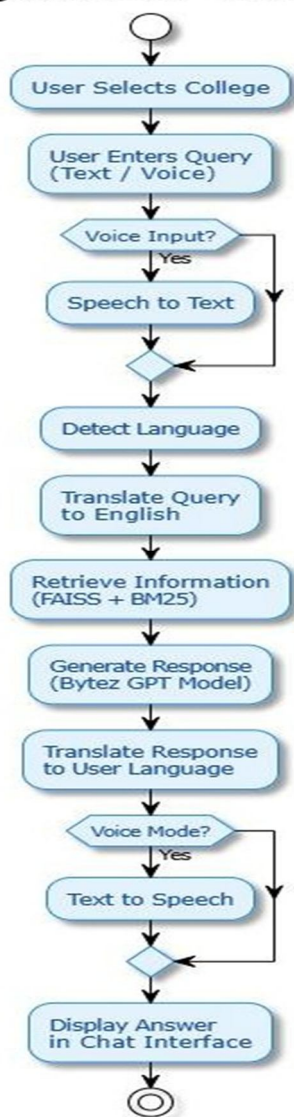 User Selects College
User Enters Query
(Text / Voice)
Voice Input?
Yes
Speech to Text
Detect Language
Translate Query
to English
Retrieve Information
(FAISS + BM25)
Generate Response
(Bytez GPT Model)
Translate Response
to User Language
Voice Mode?
Yes
Text to Speech
Display Answer
in Chat Interface